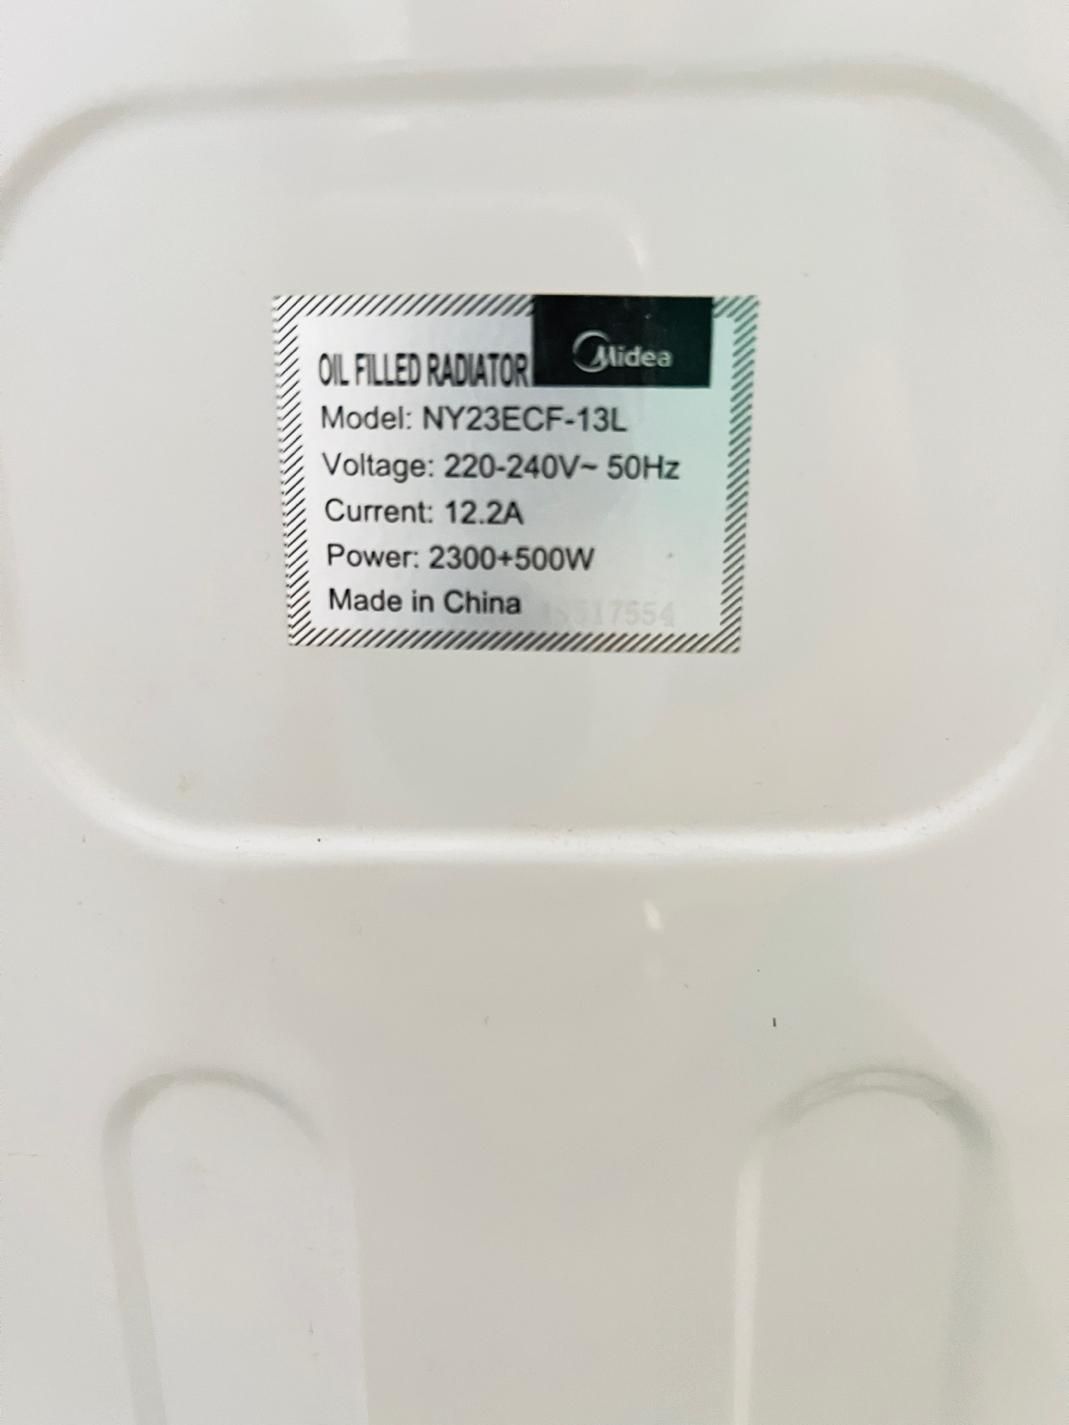 Midea
OIL FILLED RADIATOR
Model: NY23ECF-13L
Voltage: 220-240V~ 50Hz
Current: 12.2A
Power: 2300+500W
Made in China